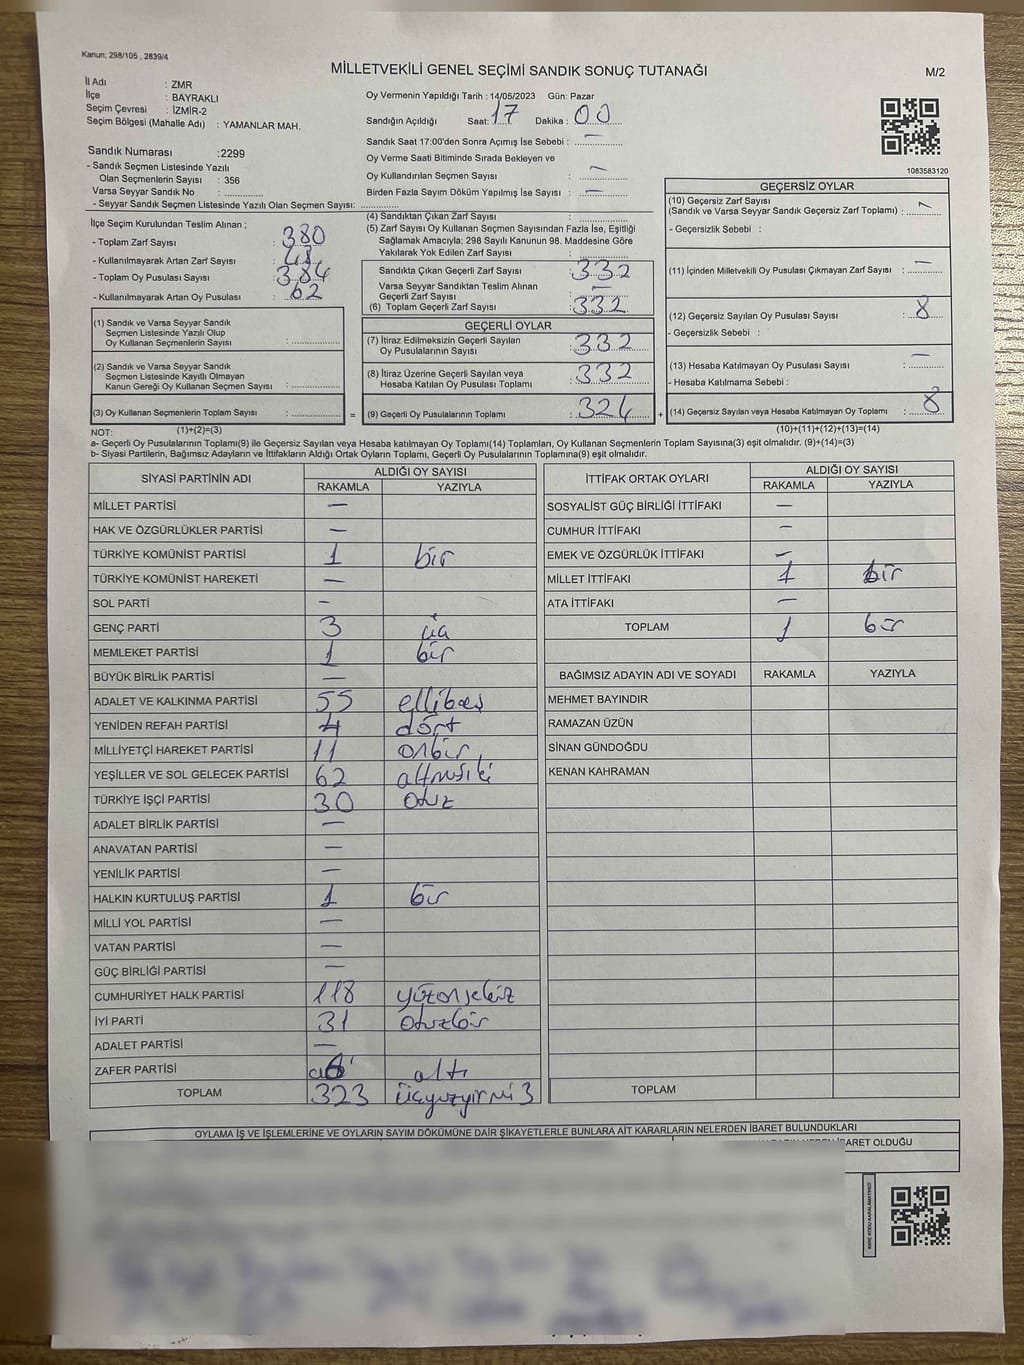 Kanun; 298/105 , 2839/4
MİLLETVEKİLİ GENEL SEÇİMİ SANDIK SONUÇ TUTANAĞI
M/2
İl Adı : ZMR
İlçe : BAYRAKLI
Seçim Çevresi : İZMİR-2
Seçim Bölgesi (Mahalle Adı) : YAMANLAR MAH.
Sandık Numarası :2299
- Sandık Seçmen Listesinde Yazılı
Olan Seçmenlerin Sayısı : 356
Varsa Seyyar Sandık No :
- Seyyar Sandık Seçmen Listesinde Yazılı Olan Seçmen Sayısı:
Oy Vermenin Yapıldığı Tarih : 14/05/2023 Gün: Pazar
Sandığın Açıldığı Saat: 17 Dakika : 00
Sandık Saat 17:00'den Sonra Açımış İse Sebebi : —
Oy Verme Saati Bitiminde Sırada Bekleyen ve
Oy Kullandırılan Seçmen Sayısı : —
Birden Fazla Sayım Döküm Yapılmış İse Sayısı : —
1083583120
İlçe Seçim Kurulundan Teslim Alınan ;
- Toplam Zarf Sayısı : 380
- Kullanılmayarak Artan Zarf Sayısı : 48
- Toplam Oy Pusulası Sayısı : 384
- Kullanılmayarak Artan Oy Pusulası : 62
(1) Sandık ve Varsa Seyyar Sandık
Seçmen Listesinde Yazılı Olup
Oy Kullanan Seçmenlerin Sayısı :
(2) Sandık ve Varsa Seyyar Sandık
Seçmen Listesinde Kayıtlı Olmayan
Kanun Gereği Oy Kullanan Seçmen Sayısı :
(3) Oy Kullanan Seçmenlerin Toplam Sayısı : =
(1)+(2)=(3)
(4) Sandıktan Çıkan Zarf Sayısı :
(5) Zarf Sayısı Oy Kullanan Seçmen Sayısından Fazla İse, Eşitliği
Sağlamak Amacıyla; 298 Sayılı Kanunun 98. Maddesine Göre
Yakılarak Yok Edilen Zarf Sayısı :
Sandıkta Çıkan Geçerli Zarf Sayısı : 332
Varsa Seyyar Sandıktan Teslim Alınan
Geçerli Zarf Sayısı : —
(6) Toplam Geçerli Zarf Sayısı : 332
GEÇERLİ OYLAR
(7) İtiraz Edilmeksizin Geçerli Sayılan
Oy Pusulalarının Sayısı : 332
(8) İtiraz Üzerine Geçerli Sayılan veya
Hesaba Katılan Oy Pusulası Toplamı : 332
(9) Geçerli Oy Pusulalarının Toplamı : 324 +
GEÇERSİZ OYLAR
(10) Geçersiz Zarf Sayısı
(Sandık ve Varsa Seyyar Sandık Geçersiz Zarf Toplamı) : —
- Geçersizlik Sebebi :
(11) İçinden Milletvekili Oy Pusulası Çıkmayan Zarf Sayısı : —
(12) Geçersiz Sayılan Oy Pusulası Sayısı : 8
- Geçersizlik Sebebi :
(13) Hesaba Katılmayan Oy Pusulası Sayısı : —
- Hesaba Katılmama Sebebi :
(14) Geçersiz Sayılan veya Hesaba Katılmayan Oy Toplamı : 8
(10)+(11)+(12)+(13)=(14)
NOT:
a- Geçerli Oy Pusulalarının Toplamı(9) ile Geçersiz Sayılan veya Hesaba katılmayan Oy Toplamı(14) Toplamları, Oy Kullanan Seçmenlerin Toplam Sayısına(3) eşit olmalıdır. (9)+(14)=(3)
b- Siyasi Partilerin, Bağımsız Adayların ve İttifakların Aldığı Ortak Oyların Toplamı, Geçerli Oy Pusulalarının Toplamına(9) eşit olmalıdır.
SİYASİ PARTİNİN ADI ALDIĞI OY SAYISI
RAKAMLA YAZIYLA
MİLLET PARTİSİ —
HAK VE ÖZGÜRLÜKLER PARTİSİ —
TÜRKİYE KOMÜNİST PARTİSİ 1 bir
TÜRKİYE KOMÜNİST HAREKETİ —
SOL PARTİ —
GENÇ PARTİ 3 üç
MEMLEKET PARTİSİ 1 bir
BÜYÜK BİRLİK PARTİSİ —
ADALET VE KALKINMA PARTİSİ 55 ellibeş
YENİDEN REFAH PARTİSİ 4 dört
MİLLİYETÇİ HAREKET PARTİSİ 11 onbir
YEŞİLLER VE SOL GELECEK PARTİSİ 62 altmışiki
TÜRKİYE İŞÇİ PARTİSİ 30 otuz
ADALET BİRLİK PARTİSİ —
ANAVATAN PARTİSİ —
YENİLİK PARTİSİ —
HALKIN KURTULUŞ PARTİSİ 1 bir
MİLLİ YOL PARTİSİ —
VATAN PARTİSİ —
GÜÇ BİRLİĞİ PARTİSİ —
CUMHURİYET HALK PARTİSİ 118 yüzonsekiz
İYİ PARTİ 31 otuzbir
ADALET PARTİSİ —
ZAFER PARTİSİ 6 altı
TOPLAM 323 üçyüzyirmi 3
İTTİFAK ORTAK OYLARI ALDIĞI OY SAYISI
RAKAMLA YAZIYLA
SOSYALİST GÜÇ BİRLİĞİ İTTİFAKI —
CUMHUR İTTİFAKI —
EMEK VE ÖZGÜRLÜK İTTİFAKI —
MİLLET İTTİFAKI 1 bir
ATA İTTİFAKI —
TOPLAM 1 bir
BAĞIMSIZ ADAYIN ADI VE SOYADI RAKAMLA YAZIYLA
MEHMET BAYINDIR
RAMAZAN ÜZÜN
SİNAN GÜNDOĞDU
KENAN KAHRAMAN
TOPLAM
OYLAMA İŞ VE İŞLEMLERİNE VE OYLARIN SAYIM DÖKÜMÜNE DAİR ŞİKAYETLERLE BUNLARA AİT KARARLARIN NELERDEN İBARET BULUNDUKLARI
İBARET OLDUĞU